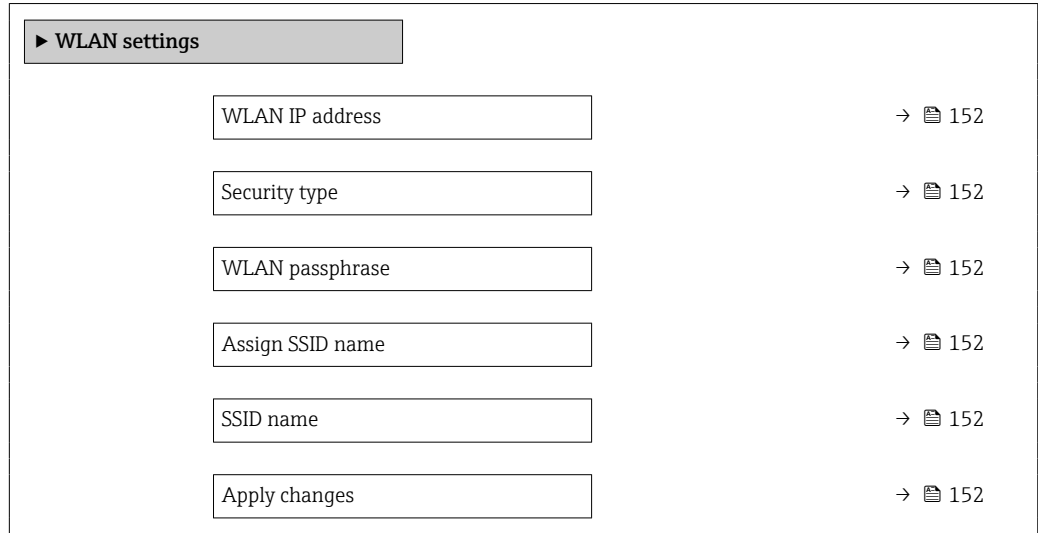 ► WLAN settings
WLAN IP address → 152
Security type → 152
WLAN passphrase → 152
Assign SSID name → 152
SSID name → 152
Apply changes → 152